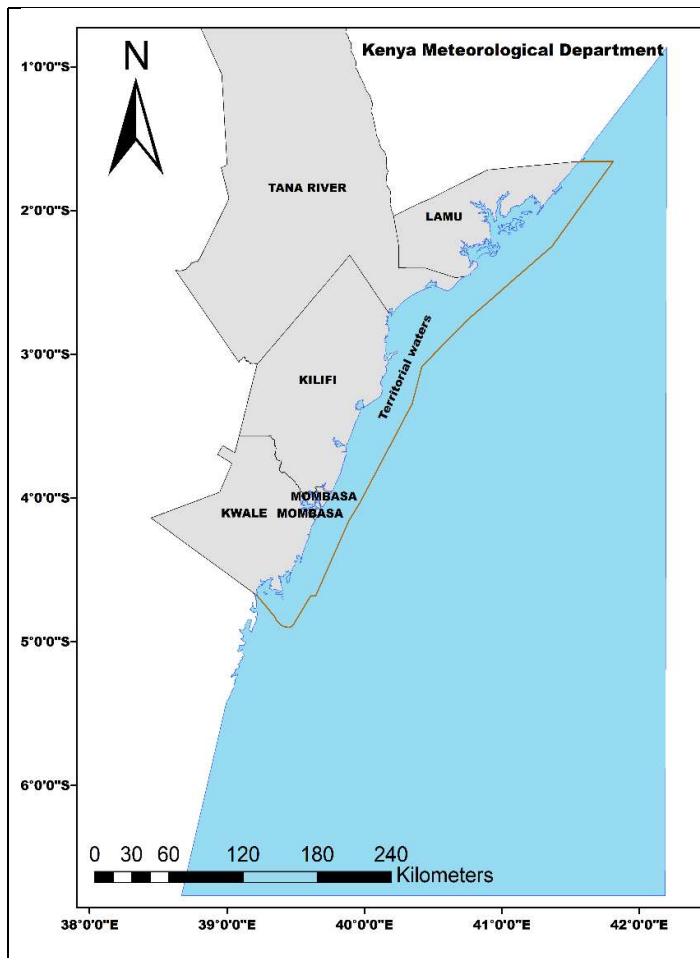 Kenya Meteorological Department
N
1°0'0"S
2°0'0"S
3°0'0"S
4°0'0"S
5°0'0"S
6°0'0"S
TANA RIVER
LAMU
Territorial waters
KILIFI
MOMBASA
KWALE MOMBASA
0 30 60 120 180 240
Kilometers
38°0'0"E 39°0'0"E 40°0'0"E 41°0'0"E 42°0'0"E